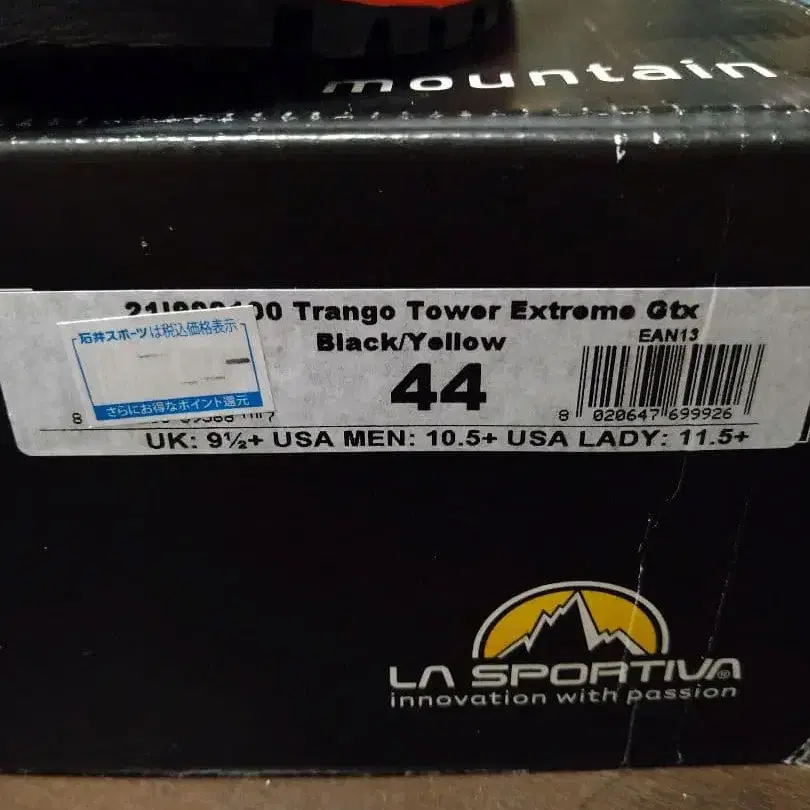 mountain
Trango Tower Extreme Gtx
Black/Yellow
EAN13
44
8 020647 699926
石井スポーツは税込価格表示
さらにお得なポイント還元
UK: 9½+ USA MEN: 10.5+ USA LADY: 11.5+
LA SPORTIVA®
innovation with passion